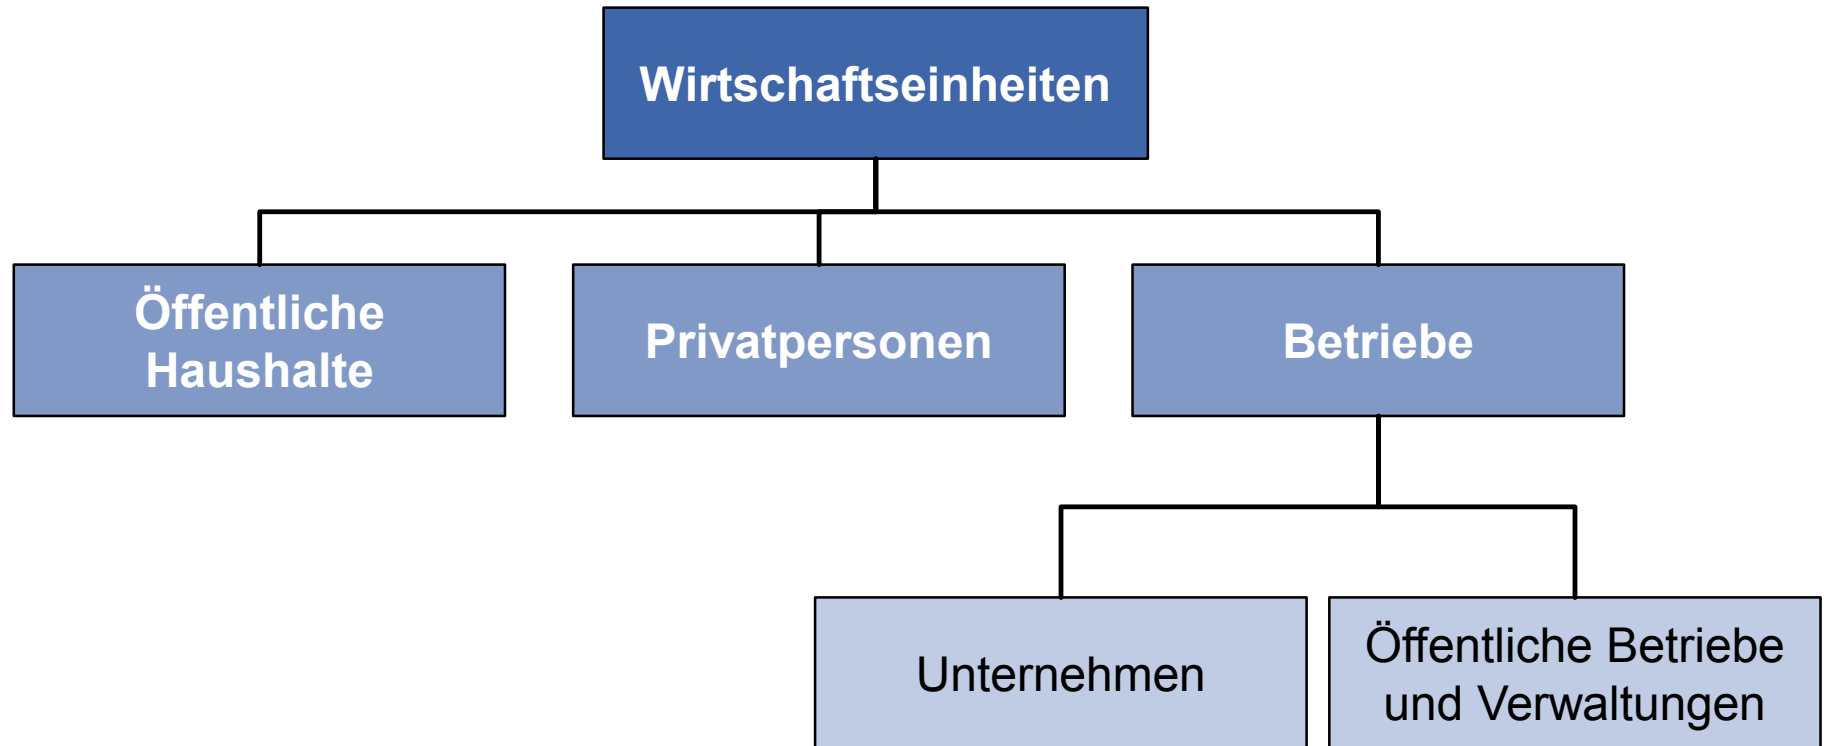 Wirtschaftseinheiten
Öffentliche
Haushalte
Privatpersonen
Betriebe
Unternehmen
Öffentliche Betriebe
und Verwaltungen